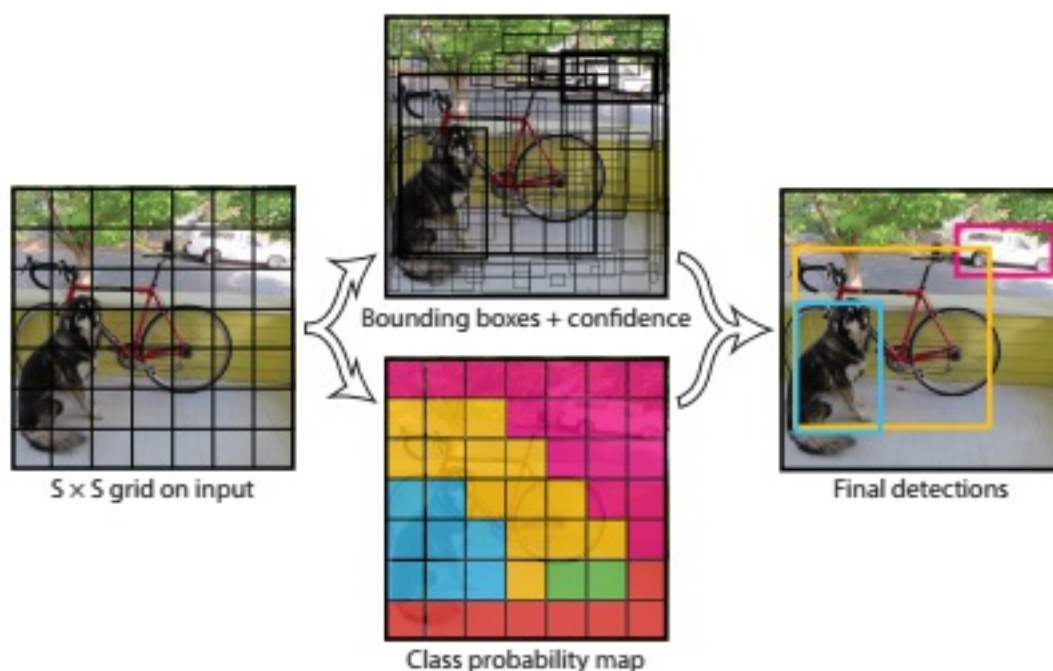 Bounding boxes + confidence
S × S grid on input
Final detections
Class probability map